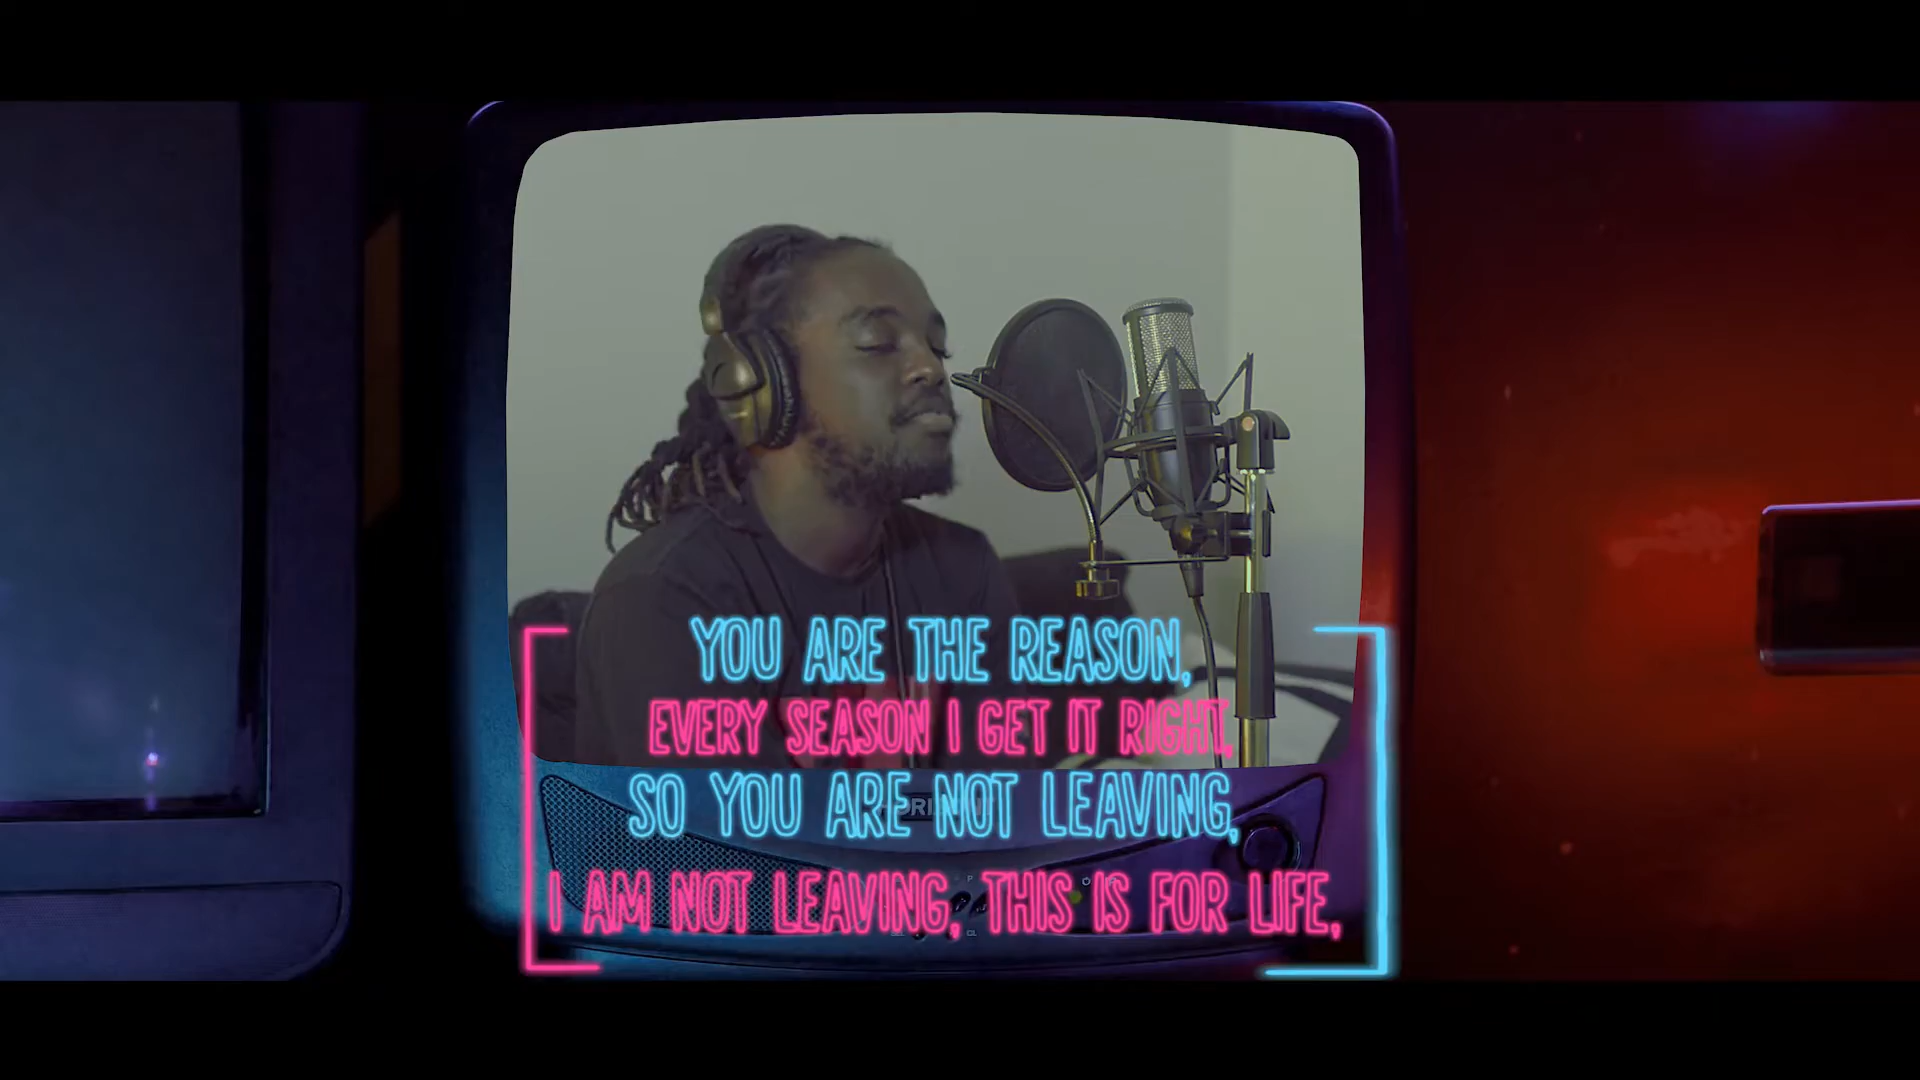 YOU ARE THE REASON,
EVERY SEASON I GET IT RIGHT,
SO YOU ARE NOT LEAVING,
I AM NOT LEAVING, THIS IS FOR LIFE,